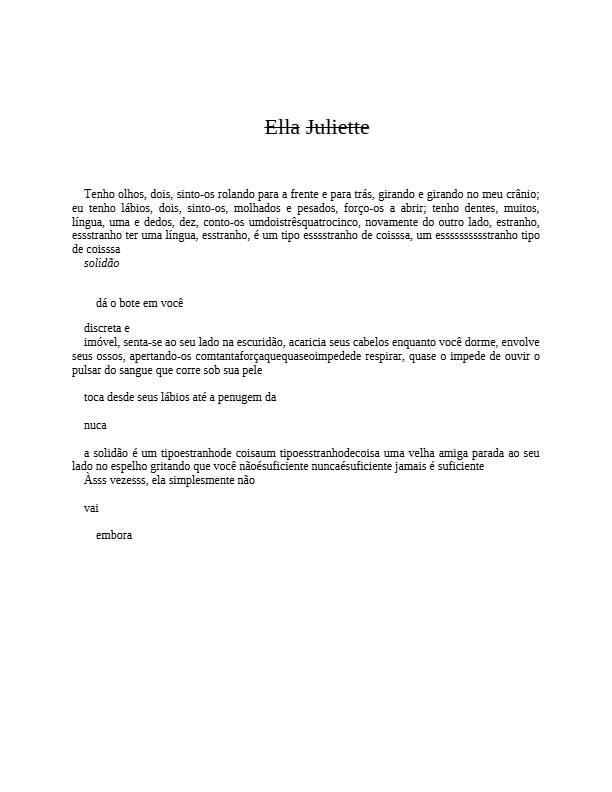 Ella Juliette
Tenho olhos, dois, sinto-os rolando para a frente e para trás, girando e girando no meu crânio;
eu tenho lábios, dois, sinto-os, molhados e pesados, forço-os a abrir; tenho dentes, muitos,
língua, uma e dedos, dez, conto-os umdoistrêsquatrocinco, novamente do outro lado, estranho,
essstranho ter uma língua, esstranho, é um tipo esssstranho de coisssa, um esssssssssstranho tipo
de coisssa
solidão
dá o bote em você
discreta e
imóvel, senta-se ao seu lado na escuridão, acaricia seus cabelos enquanto você dorme, envolve
seus ossos, apertando-os comtantaforçaquequaseoimpedede respirar, quase o impede de ouvir o
pulsar do sangue que corre sob sua pele
toca desde seus lábios até a penugem da
nuca
a solidão é um tipoestranhode coisaum tipoesstranhodecoisa uma velha amiga parada ao seu
lado no espelho gritando que você nãoésuficiente nuncaésuficiente jamais é suficiente
Àsss vezesss, ela simplesmente não
vai
embora